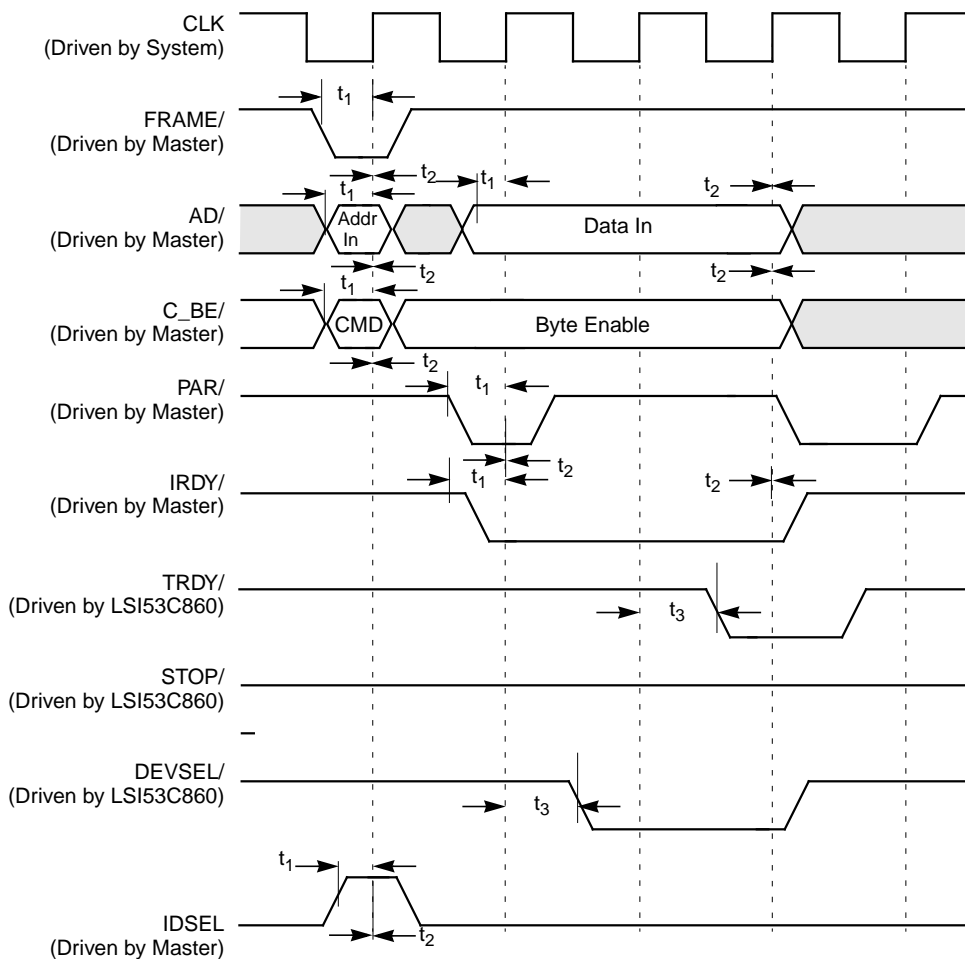 CLK
(Driven by System)
t1
FRAME/
(Driven by Master)
t2
t1
t1
t2
AD/
(Driven by Master)
Addr
In
Data In
t2
t1
t2
C_BE/
(Driven by Master)
CMD
Byte Enable
t2
PAR/
(Driven by Master)
t1
t2
t1
t2
IRDY/
(Driven by Master)
TRDY/
(Driven by LSI53C860)
t3
STOP/
(Driven by LSI53C860)
DEVSEL/
(Driven by LSI53C860)
t3
t1
IDSEL
(Driven by Master)
t2